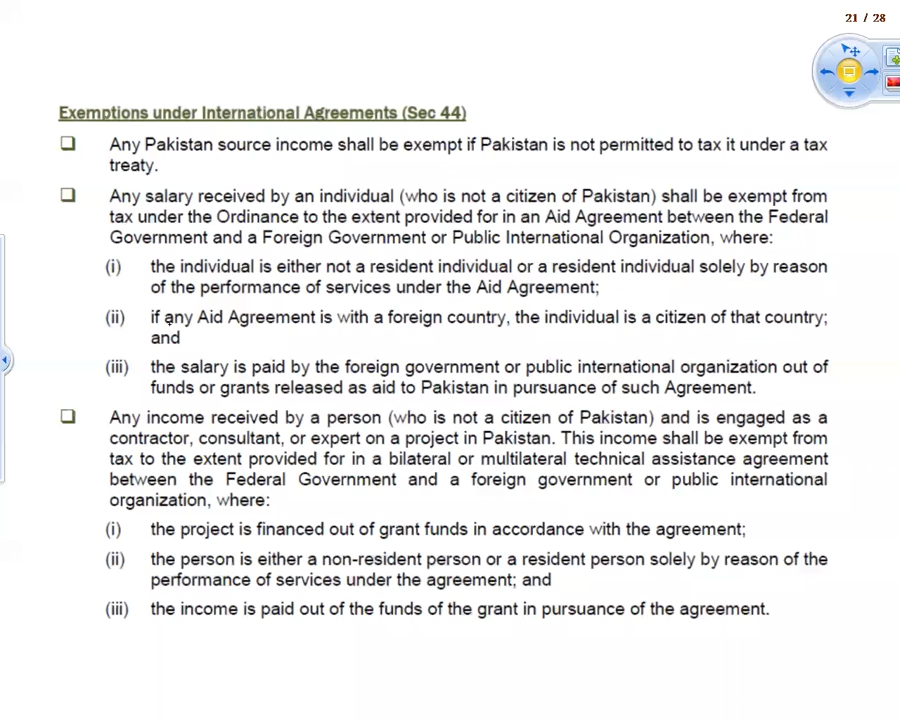 21 / 28
Exemptions under International Agreements (Sec 44)
Any Pakistan source income shall be exempt if Pakistan is not permitted to tax it under a tax
treaty.
Any salary received by an individual (who is not a citizen of Pakistan) shall be exempt from
tax under the Ordinance to the extent provided for in an Aid Agreement between the Federal
Government and a Foreign Government or Public International Organization, where:
(i) the individual is either not a resident individual or a resident individual solely by reason
of the performance of services under the Aid Agreement;
(ii) if any Aid Agreement is with a foreign country, the individual is a citizen of that country;
and
(iii) the salary is paid by the foreign government or public international organization out of
funds or grants released as aid to Pakistan in pursuance of such Agreement.
Any income received by a person (who is not a citizen of Pakistan) and is engaged as a
contractor, consultant, or expert on a project in Pakistan. This income shall be exempt from
tax to the extent provided for in a bilateral or multilateral technical assistance agreement
between the Federal Government and a foreign government or public international
organization, where:
(i) the project is financed out of grant funds in accordance with the agreement;
(ii) the person is either a non-resident person or a resident person solely by reason of the
performance of services under the agreement; and
(iii) the income is paid out of the funds of the grant in pursuance of the agreement.